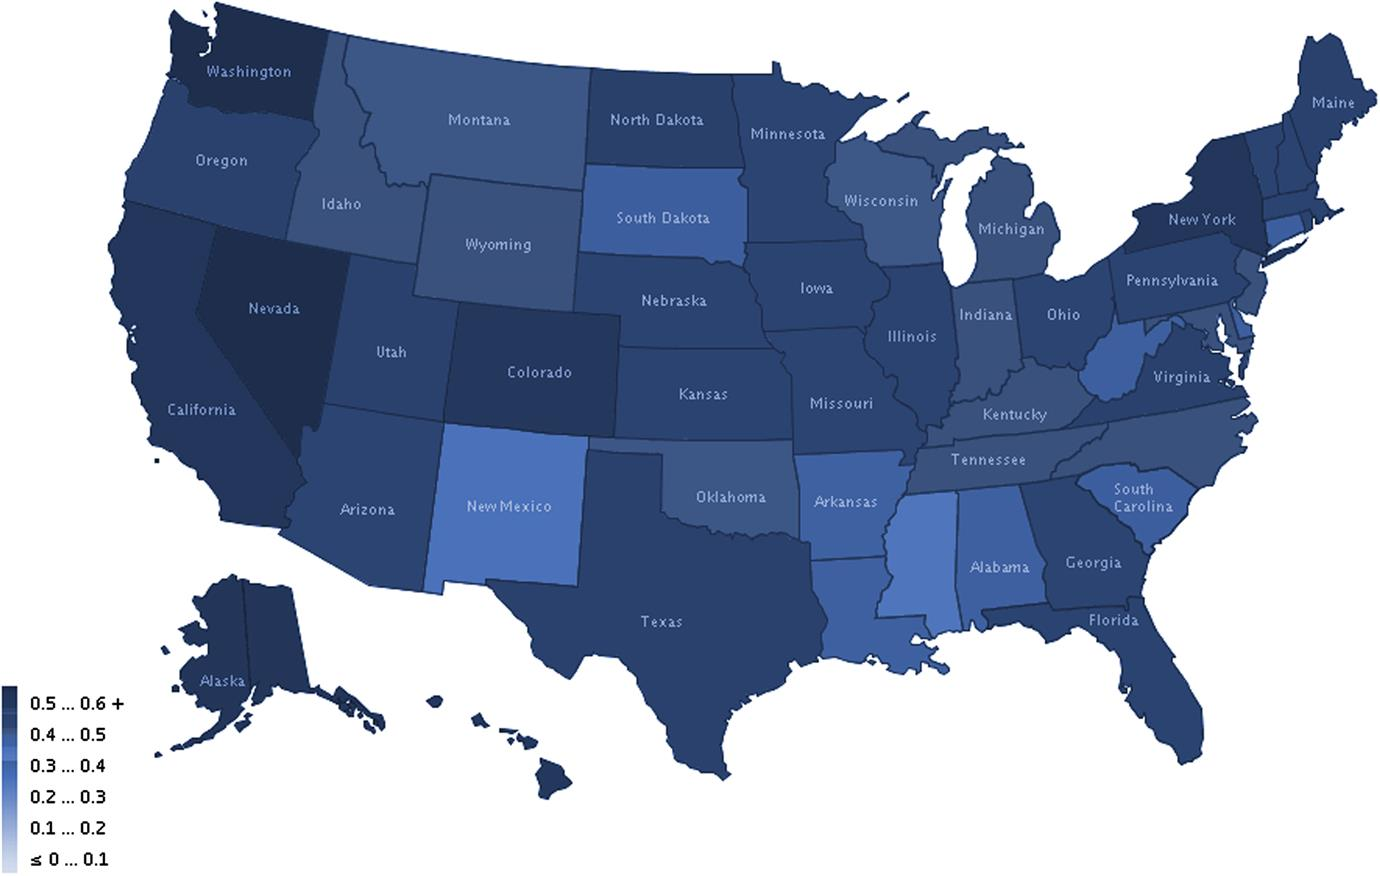 Washington
Montana
North Dakota
Minnesota
Maine
Oregon
Idaho
South Dakota
Wisconsin
Michigan
New York
Wyoming
Nevada
Nebraska
Iowa
Pennsylvania
Utah
Colorado
Illinois
Indiana
Ohio
California
Kansas
Missouri
Kentucky
Virginia
Arizona
New Mexico
Oklahoma
Arkansas
Tennessee
South
Carolina
Texas
Alabama
Georgia
Florida
Alaska
0.5 ... 0.6 +
0.4 ... 0.5
0.3 ... 0.4
0.2 ... 0.3
0.1 ... 0.2
≤ 0 ... 0.1